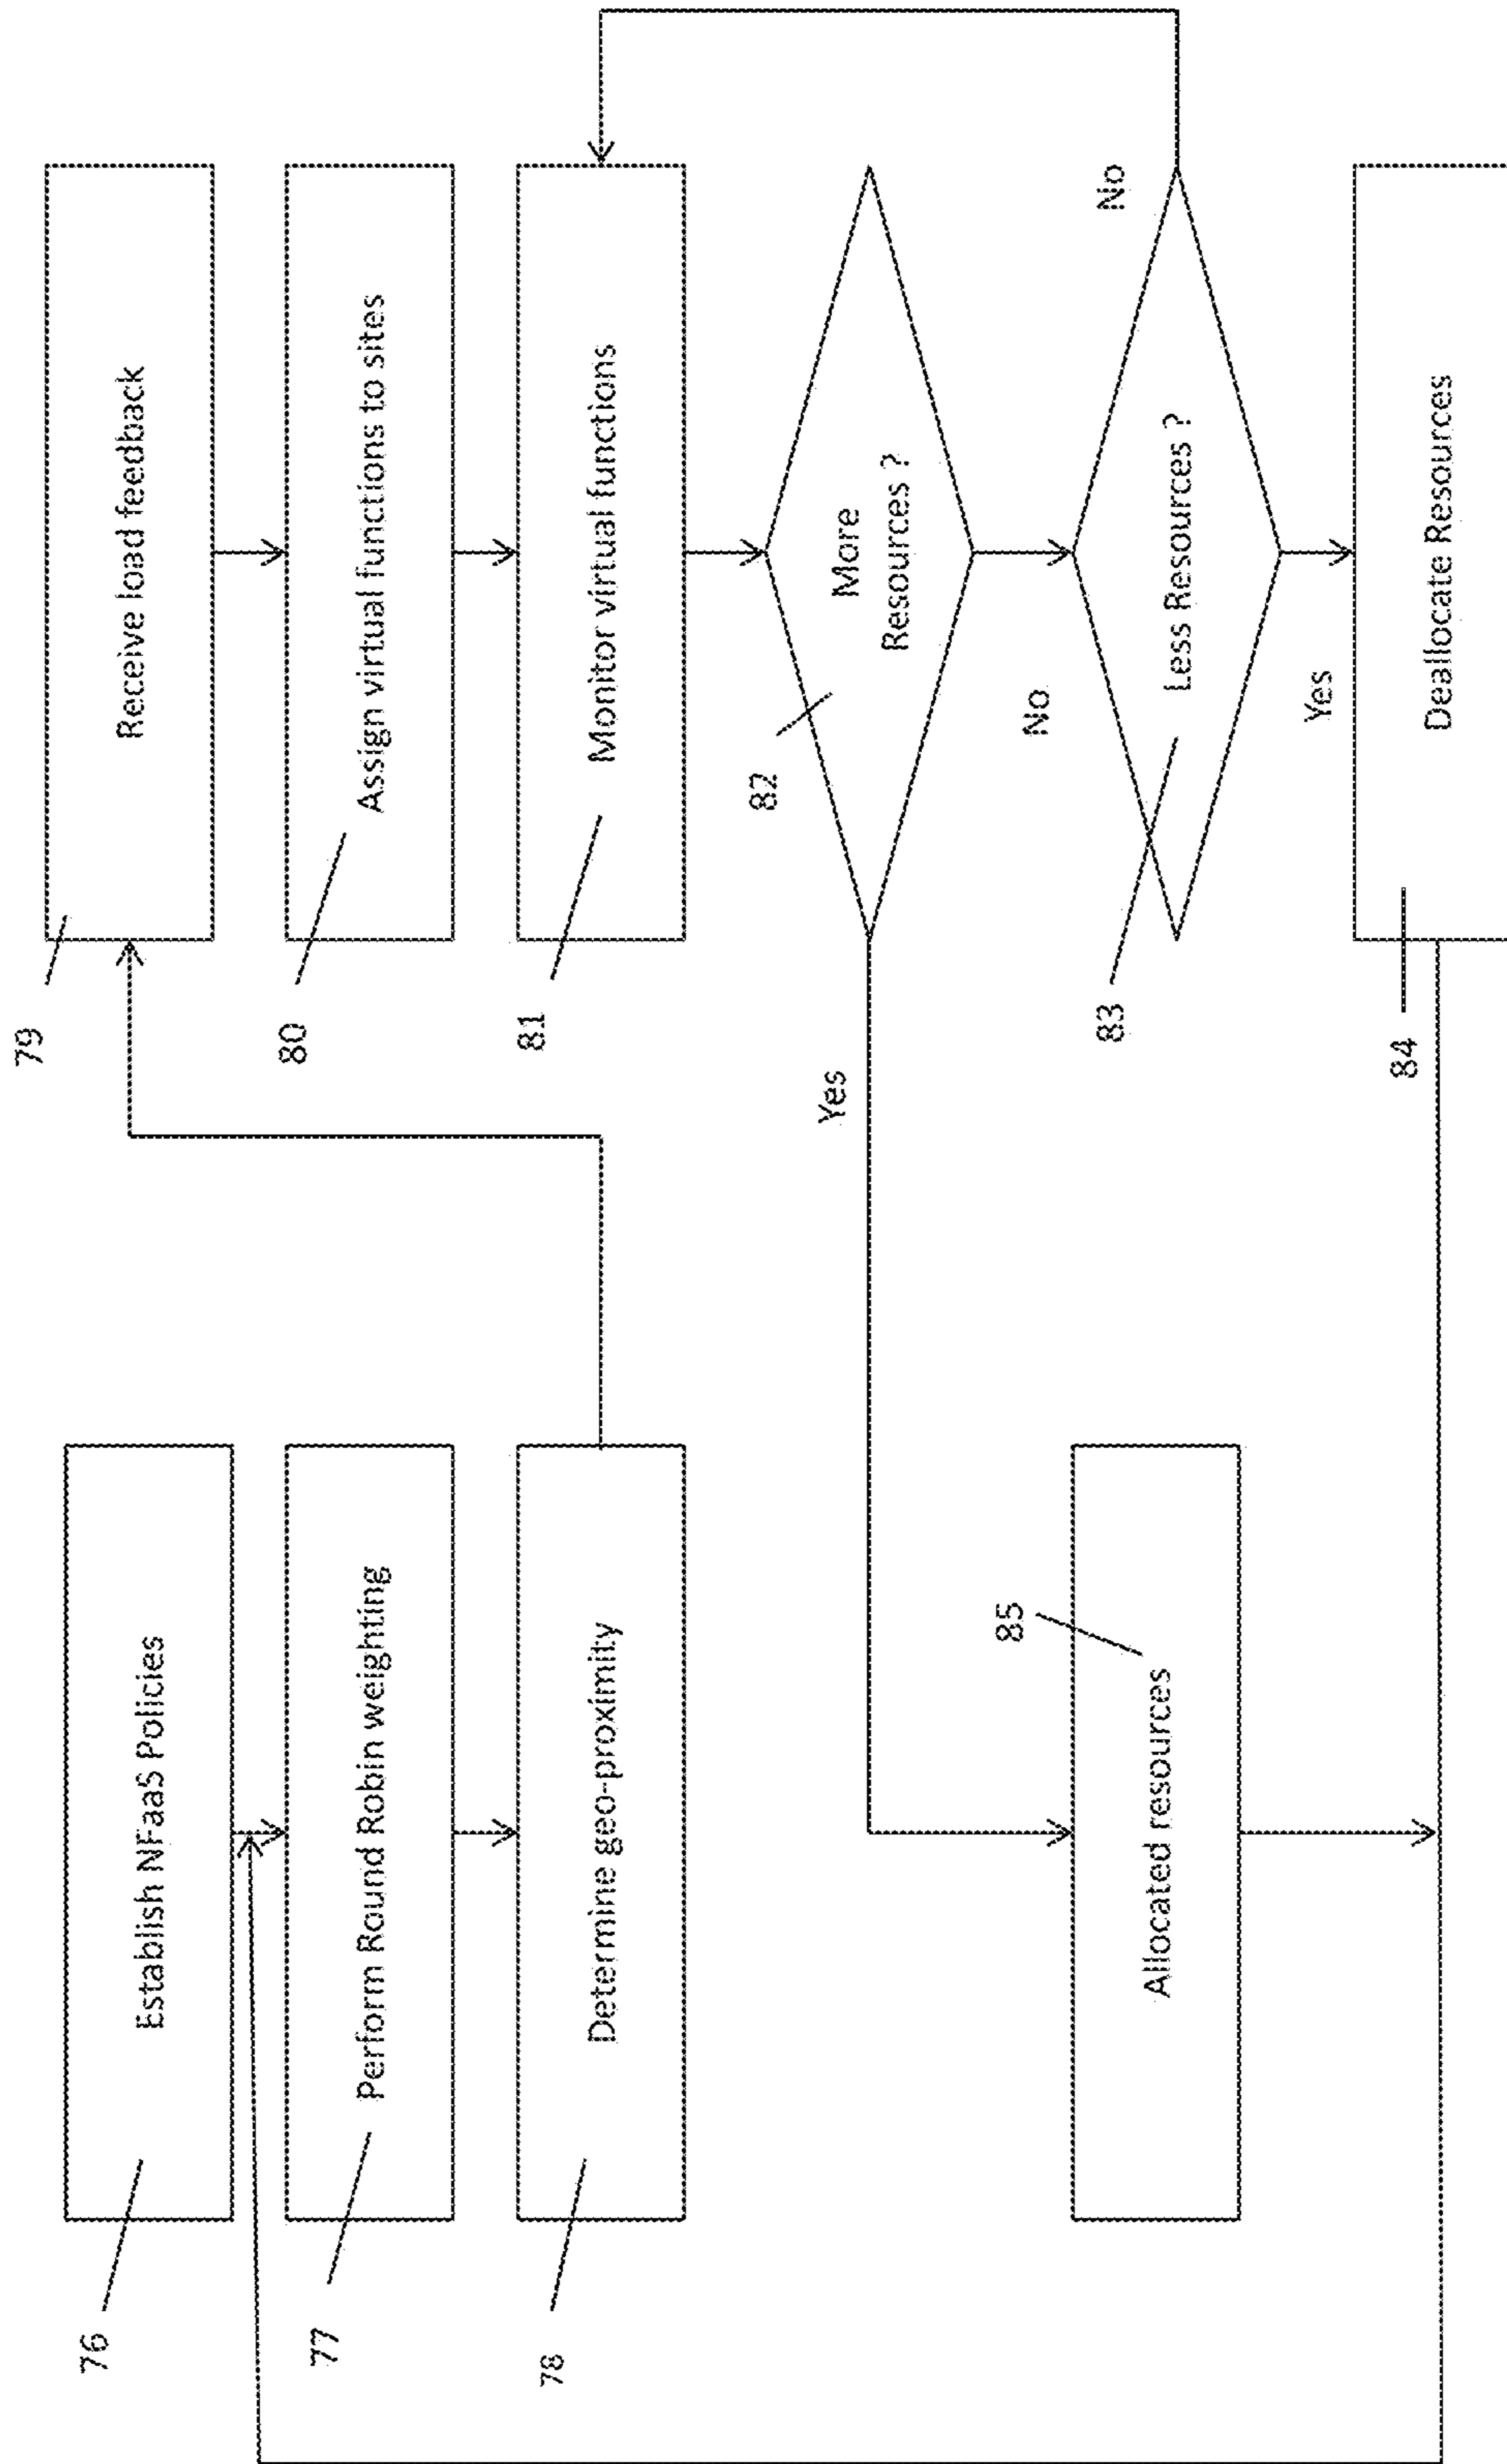 76
Establish NFaaS Policies
77
Perform Round Robin weighting
78
Determine geo-proximity
79
Receive load feedback
80
Assign virtual functions to sites
81
Monitor virtual functions
82
More
Resources ?
Yes
No
83
Less Resources ?
No
Yes
84
Deallocate Resources
85
Allocated resources